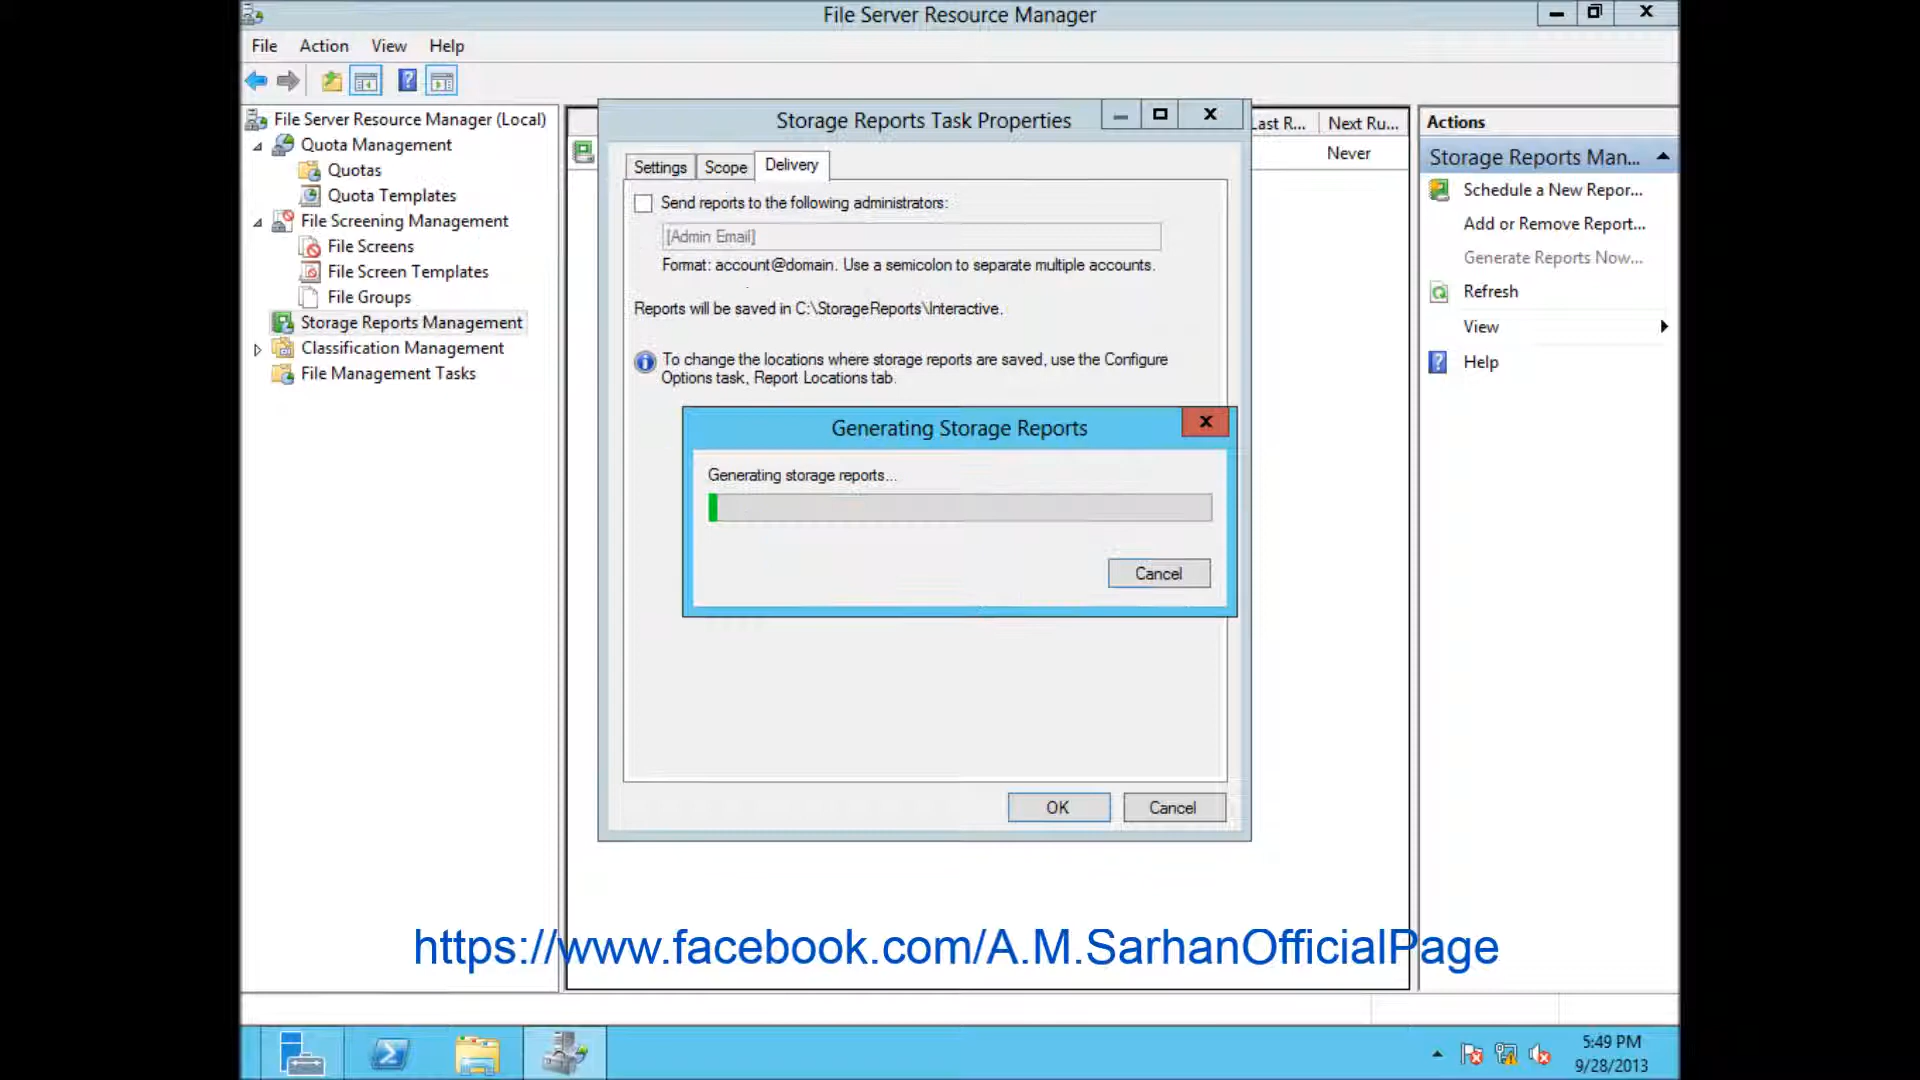 File Server Resource Manager
File Action View Help
File Server Resource Manager (Local)
Quota Management
Quotas
Quota Templates
File Screening Management
File Screens
File Screen Templates
File Groups
Storage Reports Management
Classification Management
File Management Tasks
Last R... Next Ru...
Never
Storage Reports Task Properties
Settings Scope Delivery
Send reports to the following administrators:
[Admin Email]
Format: account@domain. Use a semicolon to separate multiple accounts.
Reports will be saved in C:\StorageReports\Interactive.
To change the locations where storage reports are saved, use the Configure
Options task, Report Locations tab.
Generating Storage Reports
Generating storage reports...
Cancel
OK Cancel
Actions
Storage Reports Man...
Schedule a New Repor...
Add or Remove Report...
Generate Reports Now...
Refresh
View
Help
https://www.facebook.com/A.M.SarhanOfficialPage
5:49 PM
9/28/2013